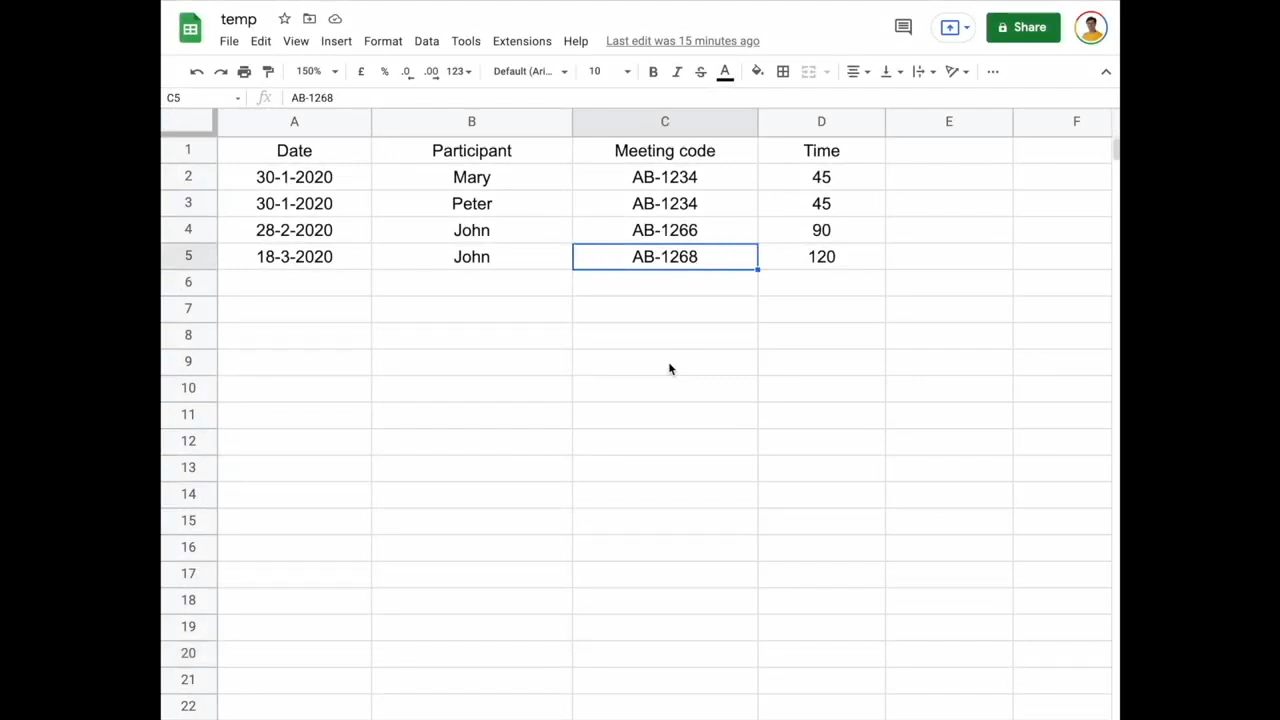 temp
File Edit View Insert Format Data Tools Extensions Help Last edit was 15 minutes ago
Share
150% £ % .0 .00 123 Default (Ari... 10 B I S A
C5 fx AB-1268
A B C D E F
1 Date Participant Meeting code Time
2 30-1-2020 Mary AB-1234 45
3 30-1-2020 Peter AB-1234 45
4 28-2-2020 John AB-1266 90
5 18-3-2020 John AB-1268 120
6
7
8
9
10
11
12
13
14
15
16
17
18
19
20
21
22